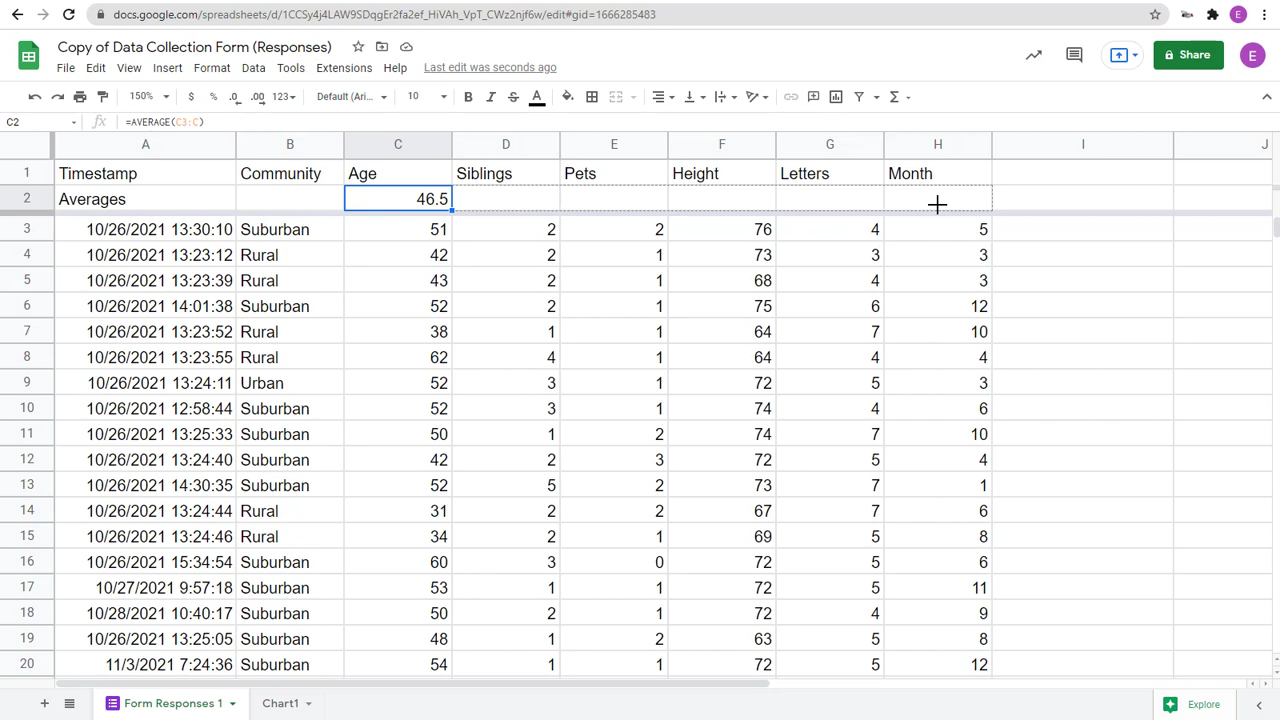 docs.google.com/spreadsheets/d/1CCSy4j4LAW9SDqgEr2fa2ef_HiVAh_VpT_CWz2njf6w/edit#gid=1666285483
E
Copy of Data Collection Form (Responses)
File Edit View Insert Format Data Tools Extensions Help Last edit was seconds ago
Share
E
150% $ % .0 .00 123 Default (Ari... 10 B I S A Σ
C2 fx =AVERAGE(C3:C)
A B C D E F G H I J
1 Timestamp Community Age Siblings Pets Height Letters Month
2 Averages 46.5
3 10/26/2021 13:30:10 Suburban 51 2 2 76 4 5
4 10/26/2021 13:23:12 Rural 42 2 1 73 3 3
5 10/26/2021 13:23:39 Rural 43 2 1 68 4 3
6 10/26/2021 14:01:38 Suburban 52 2 1 75 6 12
7 10/26/2021 13:23:52 Rural 38 1 1 64 7 10
8 10/26/2021 13:23:55 Rural 62 4 1 64 4 4
9 10/26/2021 13:24:11 Urban 52 3 1 72 5 3
10 10/26/2021 12:58:44 Suburban 52 3 1 74 4 6
11 10/26/2021 13:25:33 Suburban 50 1 2 74 7 10
12 10/26/2021 13:24:40 Suburban 42 2 3 72 5 4
13 10/26/2021 14:30:35 Suburban 52 5 2 73 7 1
14 10/26/2021 13:24:44 Rural 31 2 2 67 7 6
15 10/26/2021 13:24:46 Rural 34 2 1 69 5 8
16 10/26/2021 15:34:54 Suburban 60 3 0 72 5 6
17 10/27/2021 9:57:18 Suburban 53 1 1 72 5 11
18 10/28/2021 10:40:17 Suburban 50 2 1 72 4 9
19 10/26/2021 13:25:05 Suburban 48 1 2 63 5 8
20 11/3/2021 7:24:36 Suburban 54 1 1 72 5 12
Form Responses 1 Chart1 Explore